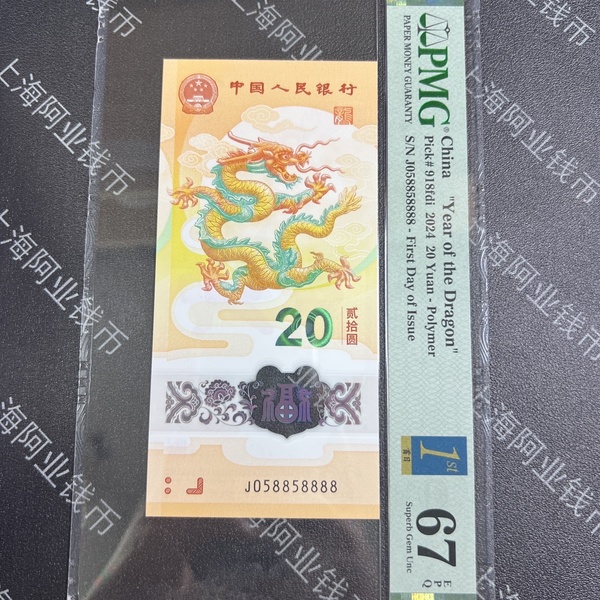 中国人民银行
20
贰拾圆
J058858888
PMG
PAPER MONEY GUARANTY
China "Year of the Dragon"
Pick# 918fdi 2024 20 Yuan - Polymer
S/N J058858888 - First Day of Issue
1st
67
EPQ
Superb Gem Unc
上海阿业钱币